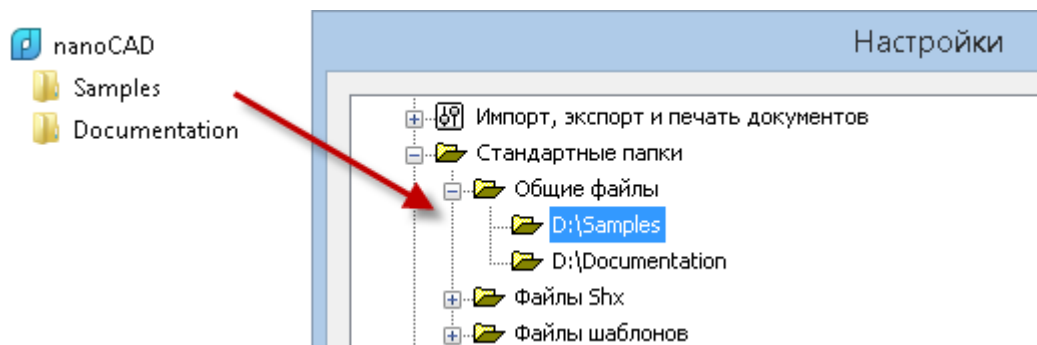 nanoCAD
Samples
Documentation
Настройки
Импорт, экспорт и печать документов
Стандартные папки
Общие файлы
D:\Samples
D:\Documentation
Файлы Shx
Файлы шаблонов